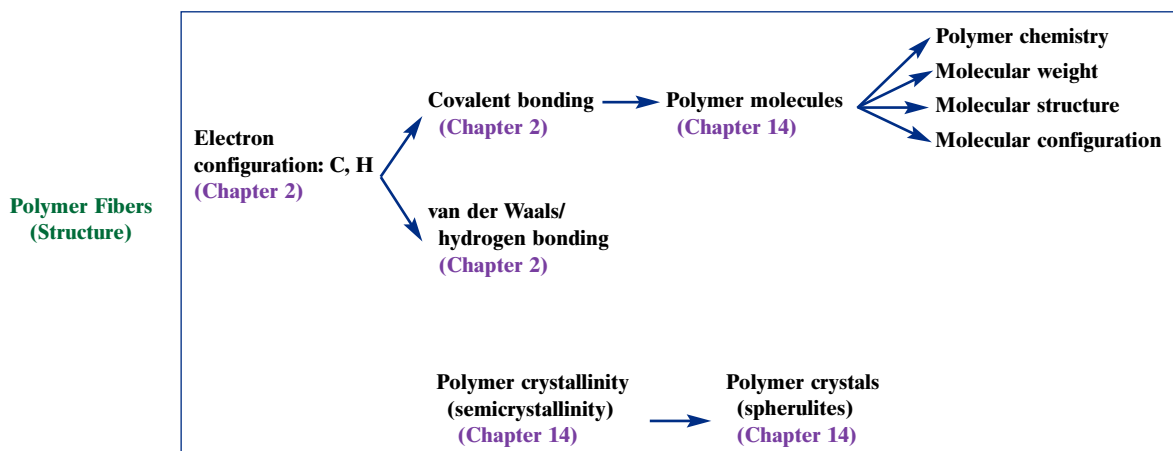 Polymer Fibers
(Structure)
Electron
configuration: C, H
(Chapter 2)
Covalent bonding
(Chapter 2)
Polymer molecules
(Chapter 14)
Polymer chemistry
Molecular weight
Molecular structure
Molecular configuration
van der Waals/
hydrogen bonding
(Chapter 2)
Polymer crystallinity
(semicrystallinity)
(Chapter 14)
Polymer crystals
(spherulites)
(Chapter 14)